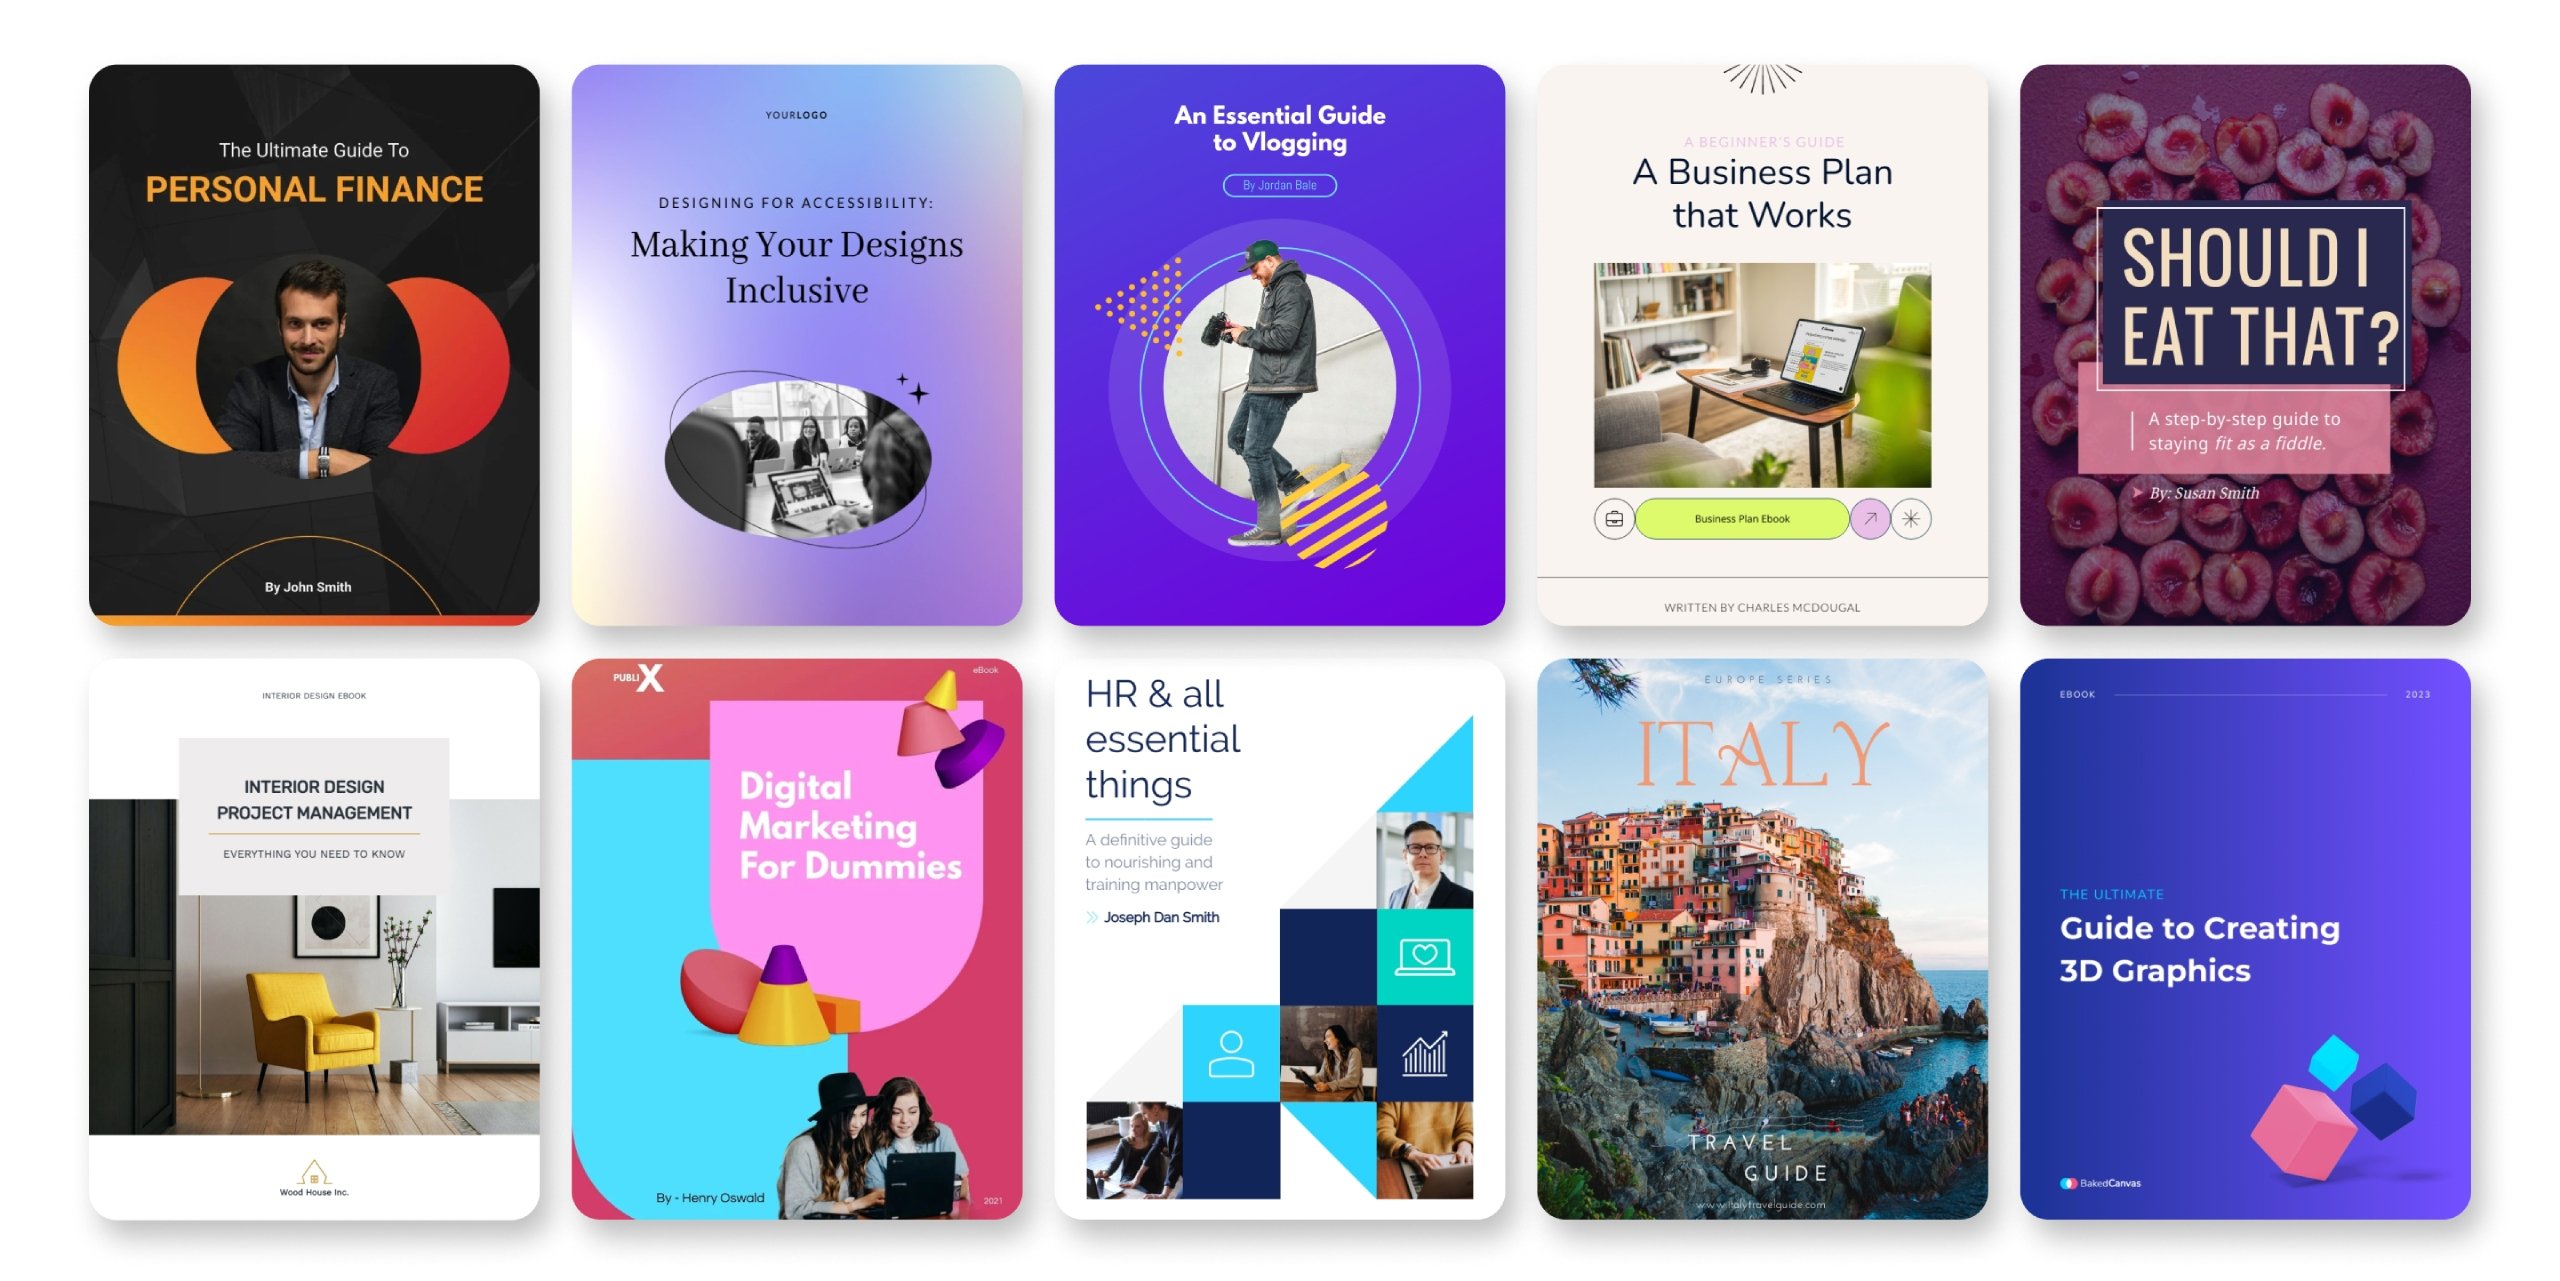 The Ultimate Guide To
PERSONAL FINANCE
By John Smith
YOURLOGO
DESIGNING FOR ACCESSIBILITY:
Making Your Designs
Inclusive
An Essential Guide
to Vlogging
By Jordan Bale
A BEGINNER'S GUIDE
A Business Plan
that Works
Business Plan Ebook
WRITTEN BY CHARLES MCDOUGAL
SHOULD I
EAT THAT?
A step-by-step guide to
staying fit as a fiddle.
By: Susan Smith
INTERIOR DESIGN EBOOK
INTERIOR DESIGN
PROJECT MANAGEMENT
EVERYTHING YOU NEED TO KNOW
Wood House Inc.
PUBLIX
eBook
Digital
Marketing
For Dummies
By - Henry Oswald
2021
HR & all
essential
things
A definitive guide
to nourishing and
training manpower
Joseph Dan Smith
EUROPE SERIES
ITALY
TRAVEL
GUIDE
www.italytravelguide.com
EBOOK
2023
THE ULTIMATE
Guide to Creating
3D Graphics
BakedCanvas